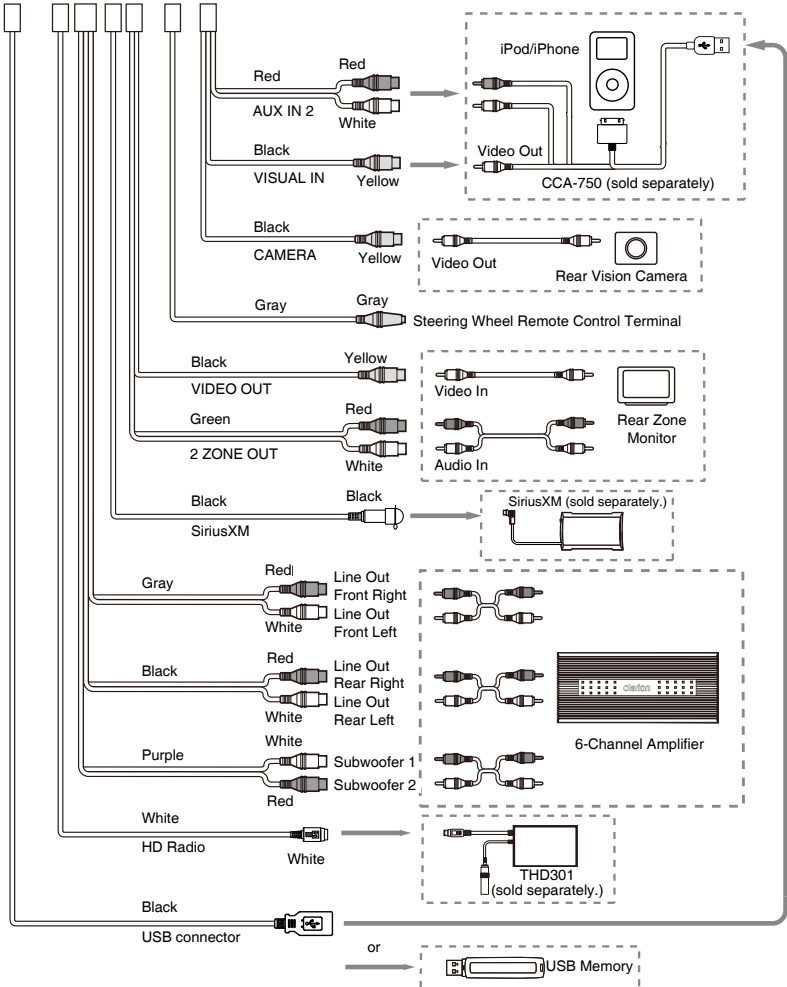 Red
Red
AUX IN 2
White
iPod/iPhone
Black
VISUAL IN
Yellow
Video Out
CCA-750 (sold separately)
Black
CAMERA
Yellow
Video Out
Rear Vision Camera
Gray
Gray
Steering Wheel Remote Control Terminal
Black
VIDEO OUT
Yellow
Video In
Green
2 ZONE OUT
Red
White
Audio In
Rear Zone
Monitor
Black
SiriusXM
Black
SiriusXM (sold separately.)
Gray
Red
Line Out
Front Right
White
Line Out
Front Left
Black
Red
Line Out
Rear Right
White
Line Out
Rear Left
clarion
6-Channel Amplifier
Purple
White
Subwoofer 1
Subwoofer 2
Red
White
HD Radio
White
THD301
(sold separately.)
Black
USB connector
or
USB Memory